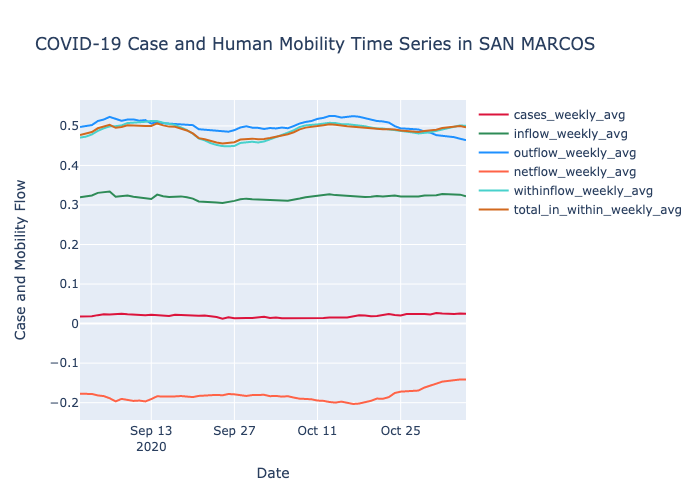 COVID-19 Case and Human Mobility Time Series in SAN MARCOS
cases_weekly_avg
inflow_weekly_avg
outflow_weekly_avg
netflow_weekly_avg
withinflow_weekly_avg
total_in_within_weekly_avg
Case and Mobility Flow
0.5
0.4
0.3
0.2
0.1
0
−0.1
−0.2
Sep 13
2020
Sep 27
Oct 11
Oct 25
Date